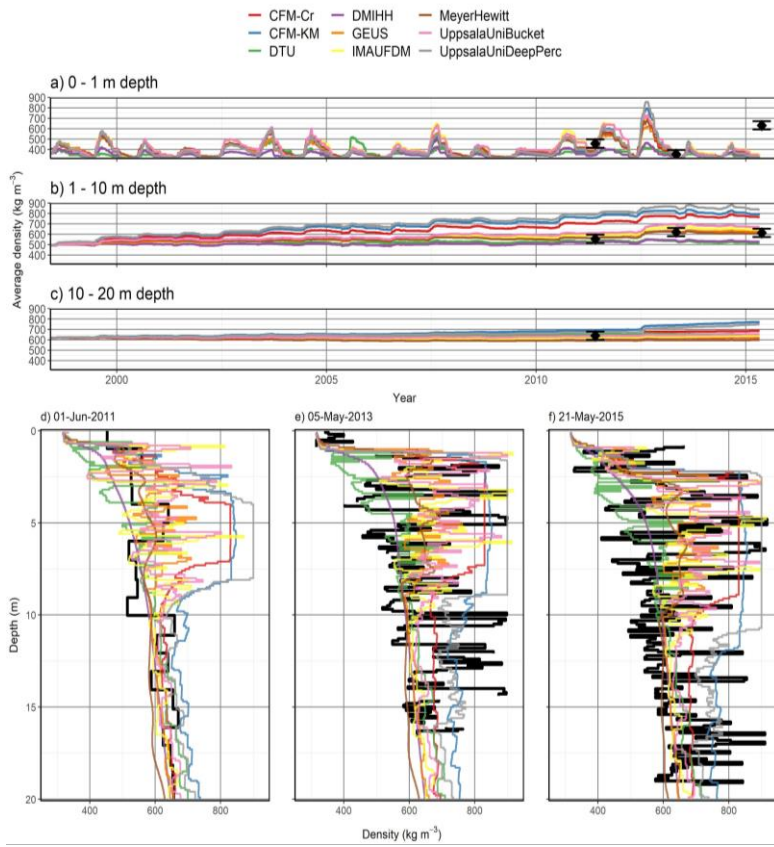 CFM-Cr DMIHH MeyerHewitt
CFM-KM GEUS UppsalaUniBucket
DTU IMAUFDM UppsalaUniDeepPerc
a) 0 - 1 m depth
900
800
700
600
500
400
b) 1 - 10 m depth
900
800
700
600
500
400
c) 10 - 20 m depth
900
800
700
600
500
400
Average density (kg m⁻³)
2000 2005 2010 2015
Year
d) 01-Jun-2011 e) 05-May-2013 f) 21-May-2015
0
5
10
15
20
Depth (m)
400 600 800 400 600 800 400 600 800
Density (kg m⁻³)